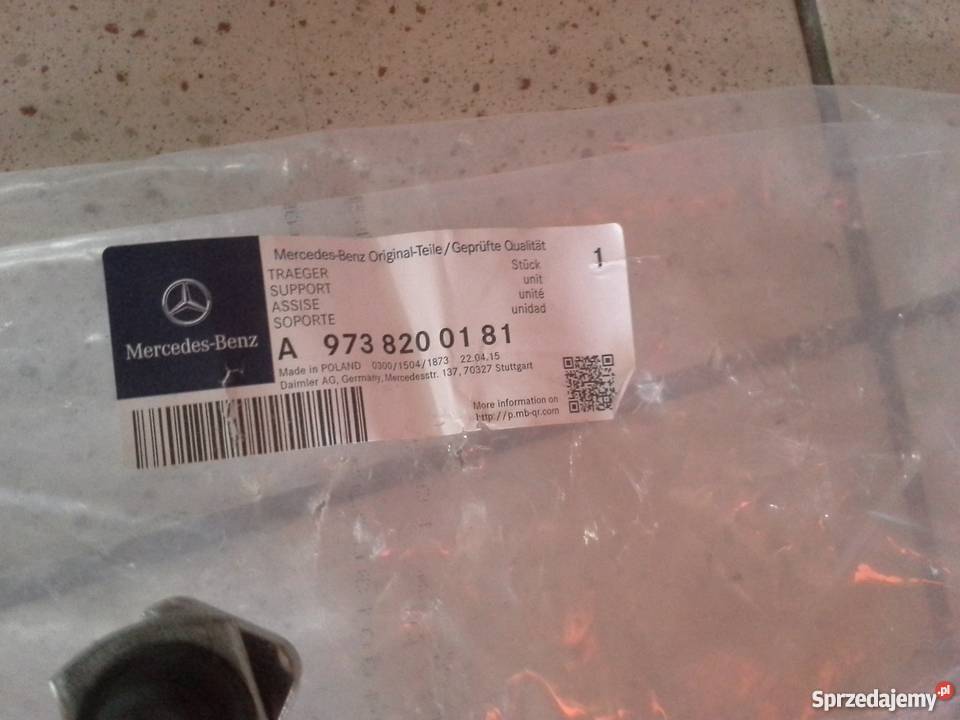 Mercedes-Benz Original-Teile/Geprüfte Qualität
TRAEGER
SUPPORT
ASSISE
SOPORTE
Stück
unit
unité
unidad
1
Mercedes-Benz
A 973 820 01 81
Made in POLAND 0300/1504/1873 22.04.15
Daimler AG, Germany, Mercedesstr. 137, 70327 Stuttgart
More information on
http://p.mb-qr.com
Sprzedajemy.pl